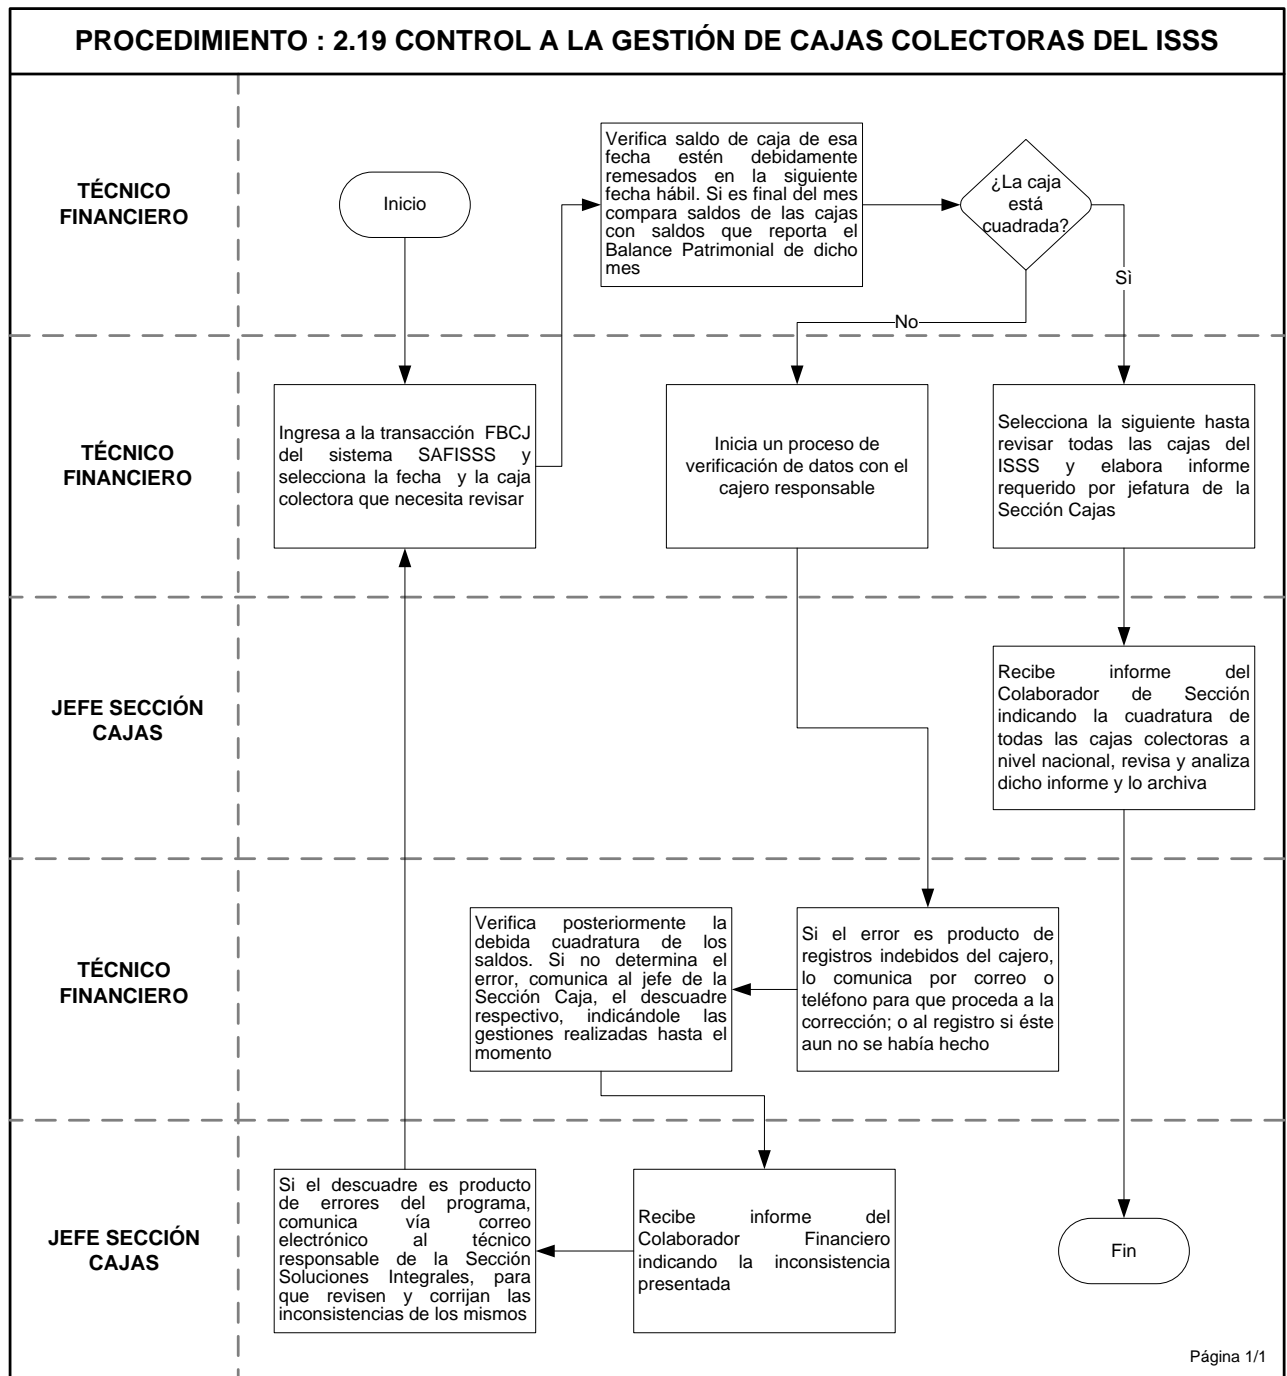 PROCEDIMIENTO : 2.19 CONTROL A LA GESTIÓN DE CAJAS COLECTORAS DEL ISSS
TÉCNICO
FINANCIERO
Inicio
Verifica saldo de caja de esa
fecha estén debidamente
remesados en la siguiente
fecha hábil. Si es final del mes
compara saldos de las cajas
con saldos que reporta el
Balance Patrimonial de dicho
mes
¿La caja
está
cuadrada?
Sì
No
TÉCNICO
FINANCIERO
Ingresa a la transacción FBCJ
del sistema SAFISSS y
selecciona la fecha y la caja
colectora que necesita revisar
Inicia un proceso de
verificación de datos con el
cajero responsable
Selecciona la siguiente hasta
revisar todas las cajas del
ISSS y elabora informe
requerido por jefatura de la
Sección Cajas
JEFE SECCIÓN
CAJAS
Recibe informe del
Colaborador de Sección
indicando la cuadratura de
todas las cajas colectoras a
nivel nacional, revisa y analiza
dicho informe y lo archiva
TÉCNICO
FINANCIERO
Verifica posteriormente la
debida cuadratura de los
saldos. Si no determina el
error, comunica al jefe de la
Sección Caja, el descuadre
respectivo, indicándole las
gestiones realizadas hasta el
momento
Si el error es producto de
registros indebidos del cajero,
lo comunica por correo o
teléfono para que proceda a la
corrección; o al registro si éste
aun no se había hecho
JEFE SECCIÓN
CAJAS
Si el descuadre es producto
de errores del programa,
comunica vía correo
electrónico al técnico
responsable de la Sección
Soluciones Integrales, para
que revisen y corrijan las
inconsistencias de los mismos
Recibe informe del
Colaborador Financiero
indicando la inconsistencia
presentada
Fin
Página 1/1